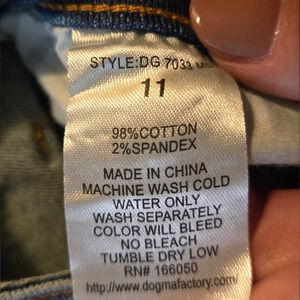 STYLE:DG 7033
11
98%COTTON
2%SPANDEX
MADE IN CHINA
MACHINE WASH COLD
WATER ONLY
WASH SEPARATELY
COLOR WILL BLEED
NO BLEACH
TUMBLE DRY LOW
RN# 166050
http://www.dogmafactory.com/